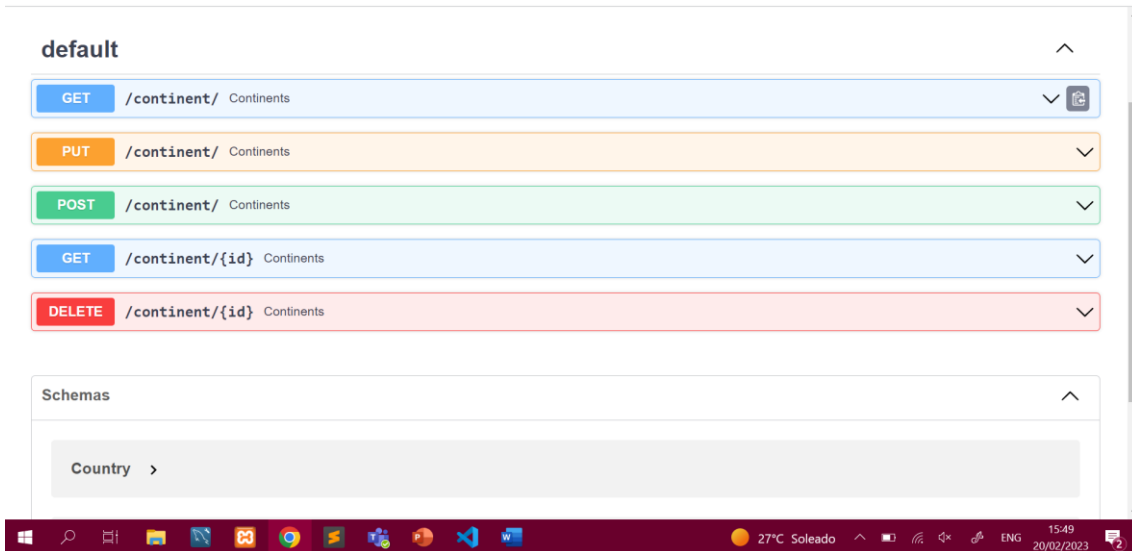 default
GET /continent/ Continents
PUT /continent/ Continents
POST /continent/ Continents
GET /continent/{id} Continents
DELETE /continent/{id} Continents
Schemas
Country
27°C Soleado ENG 15:49
20/02/2023
2